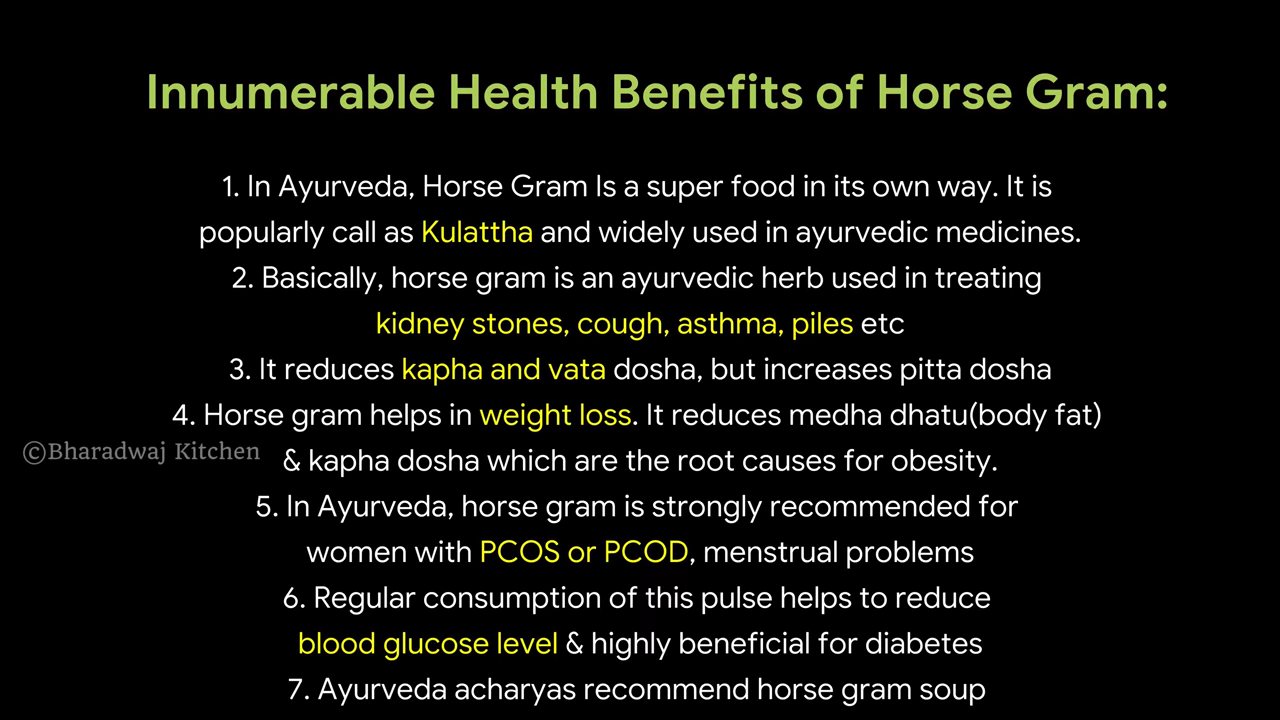 Innumerable Health Benefits of Horse Gram:
1. In Ayurveda, Horse Gram Is a super food in its own way. It is
popularly call as Kulattha and widely used in ayurvedic medicines.
2. Basically, horse gram is an ayurvedic herb used in treating
kidney stones, cough, asthma, piles etc
3. It reduces kapha and vata dosha, but increases pitta dosha
4. Horse gram helps in weight loss. It reduces medha dhatu(body fat)
©Bharadwaj Kitchen
& kapha dosha which are the root causes for obesity.
5. In Ayurveda, horse gram is strongly recommended for
women with PCOS or PCOD, menstrual problems
6. Regular consumption of this pulse helps to reduce
blood glucose level & highly beneficial for diabetes
7. Ayurveda acharyas recommend horse gram soup